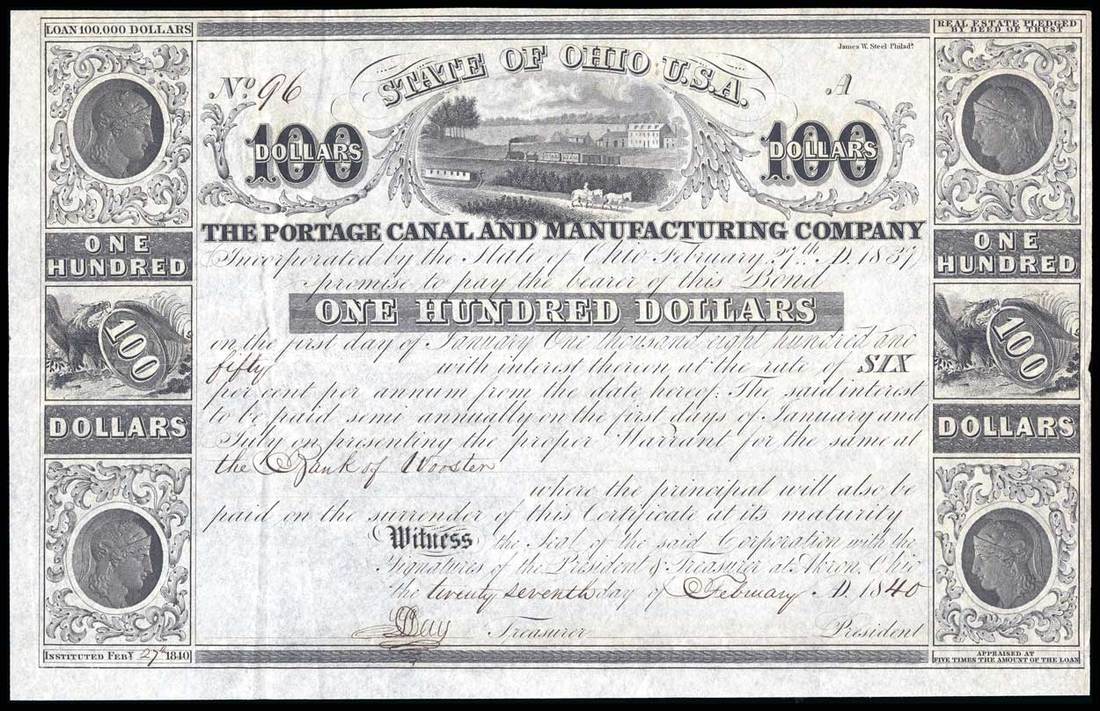 LOAN 100,000 DOLLARS
REAL ESTATE PLEDGED
BY DEED OF TRUST
James W. Steel Philadª.
No. 96
STATE OF OHIO U.S.A.
A
100 DOLLARS
100 DOLLARS
THE PORTAGE CANAL AND MANUFACTURING COMPANY
Incorporated by the State of Ohio February 27th A.D. 1837
promise to pay the bearer of this Bond
ONE HUNDRED DOLLARS
on the first day of January One thousand eight hundred and
fifty with interest thereon at the rate of SIX
per cent per annum from the date hereof: The said interest
to be paid semi annually on the first days of January and
July on presenting the proper Warrant for the same at
the Bank of Wooster
where the principal will also be
paid on the surrender of this Certificate at its maturity
Witness the Seal of the said Corporation with the
Signatures of the President & Treasurer at Akron, Ohio
the twenty seventh day of February A.D. 1840
Day Treasurer President
ONE
HUNDRED
100
DOLLARS
INSTITUTED FEBY. 27th 1840
ONE
HUNDRED
100
DOLLARS
APPRAISED AT
FIVE TIMES THE AMOUNT OF THE LOAN